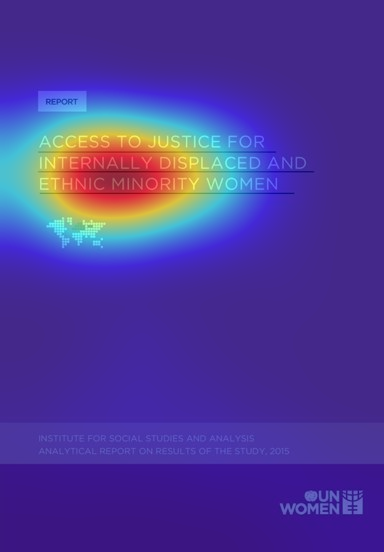 REPORT
ACCESS TO JUSTICE FOR
INTERNALLY DISPLACED AND
ETHNIC MINORITY WOMEN
INSTITUTE FOR SOCIAL STUDIES AND ANALYSIS
ANALYTICAL REPORT ON RESULTS OF THE STUDY, 2015
UN
WOMEN